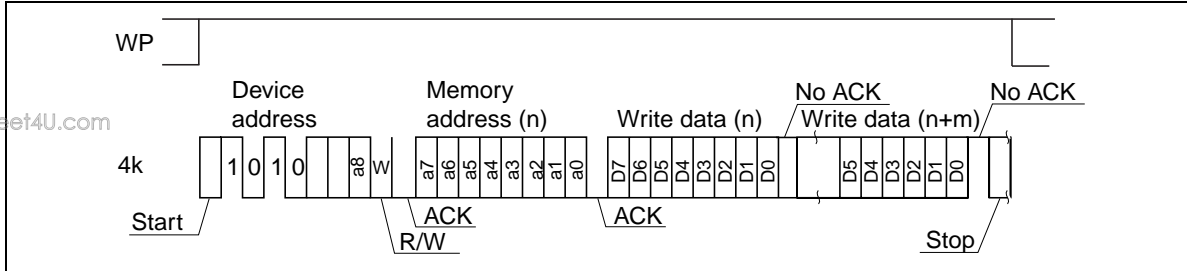 WP
Device
address
Memory
address (n)
Write data (n)
No ACK
Write data (n+m)
No ACK
eet4U.com
4k
1 0 1 0 a8 W a7 a6 a5 a4 a3 a2 a1 a0 D7 D6 D5 D4 D3 D2 D1 D0 D5 D4 D3 D2 D1 D0
Start
ACK
R/W
ACK
Stop